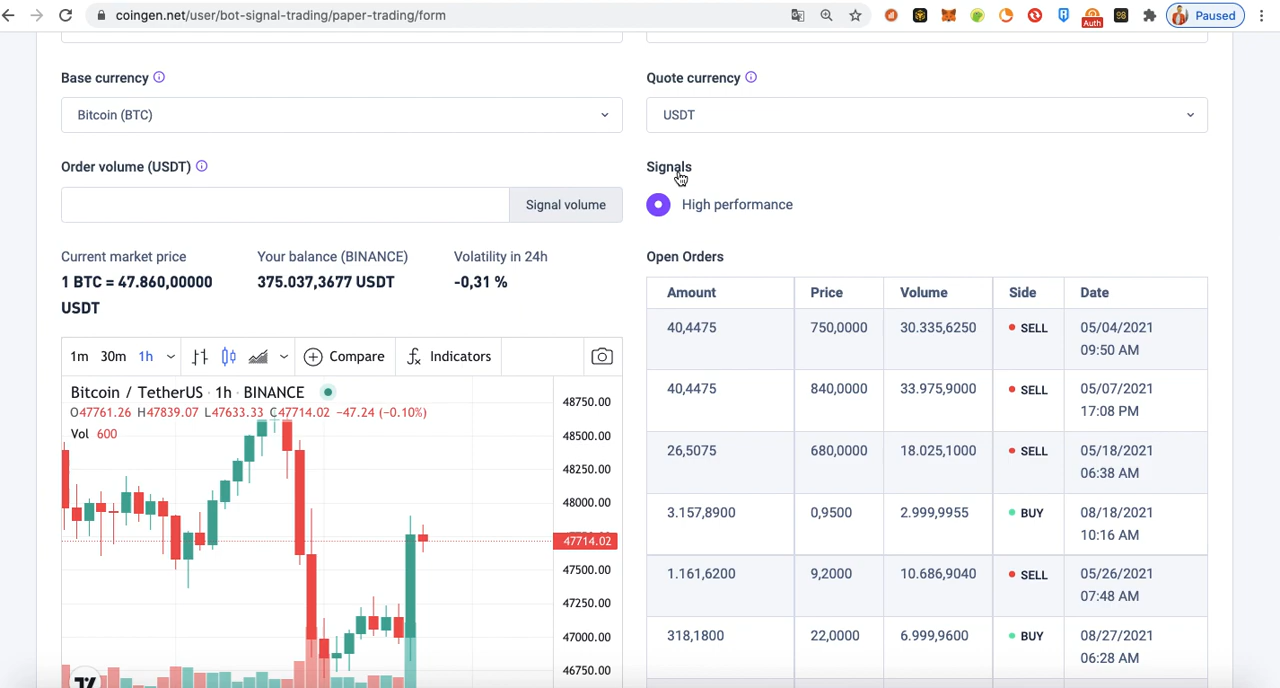 coingen.net/user/bot-signal-trading/paper-trading/form
Auth
Paused
Base currency
Quote currency
Bitcoin (BTC)
USDT
Order volume (USDT)
Signals
Signal volume
High performance
Current market price
Your balance (BINANCE)
Volatility in 24h
1 BTC = 47.860,00000
USDT
375.037,3677 USDT
-0,31 %
Open Orders
Amount Price Volume Side Date
40,4475 750,0000 30.335,6250 SELL 05/04/2021
09:50 AM
40,4475 840,0000 33.975,9000 SELL 05/07/2021
17:08 PM
26,5075 680,0000 18.025,1000 SELL 05/18/2021
06:38 AM
3.157,8900 0,9500 2.999,9955 BUY 08/18/2021
10:16 AM
1.161,6200 9,2000 10.686,9040 SELL 05/26/2021
07:48 AM
318,1800 22,0000 6.999,9600 BUY 08/27/2021
06:28 AM
1m 30m 1h Compare Indicators
Bitcoin / TetherUS · 1h · BINANCE
O47761.26 H47839.07 L47633.33 C47714.02 −47.24 (−0.10%)
Vol 600
48750.00
48500.00
48250.00
48000.00
47714.02
47500.00
47250.00
47000.00
46750.00